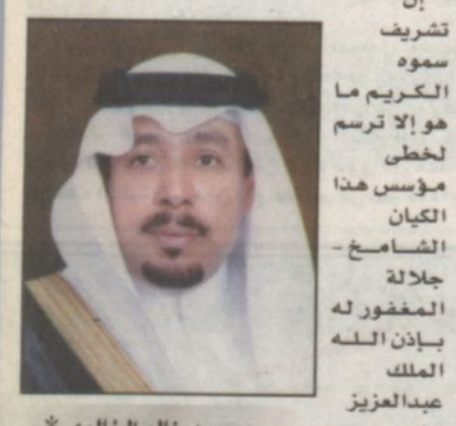 إن
تشريف
سموه
الكريم ما
هو إلا ترسم
لخطى
مؤسس هذا
الكيان
الشامخ -
جلالة
المغفور له
بإذن الله
الملك
عبدالعزيز